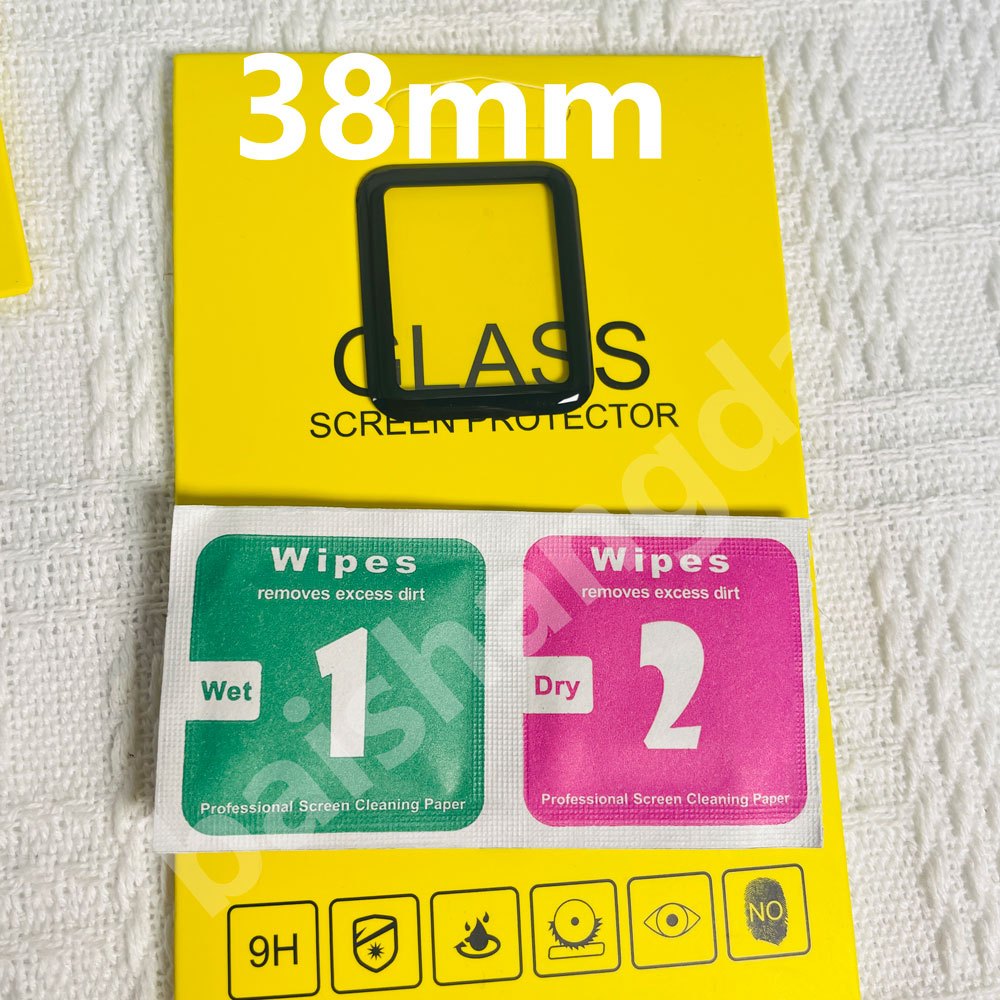 38mm
GLASS
SCREEN PROTECTOR
Wipes
removes excess dirt
1
Wet
Professional Screen Cleaning Paper
Wipes
removes excess dirt
2
Dry
Professional Screen Cleaning Paper
9H
NO
baishangda